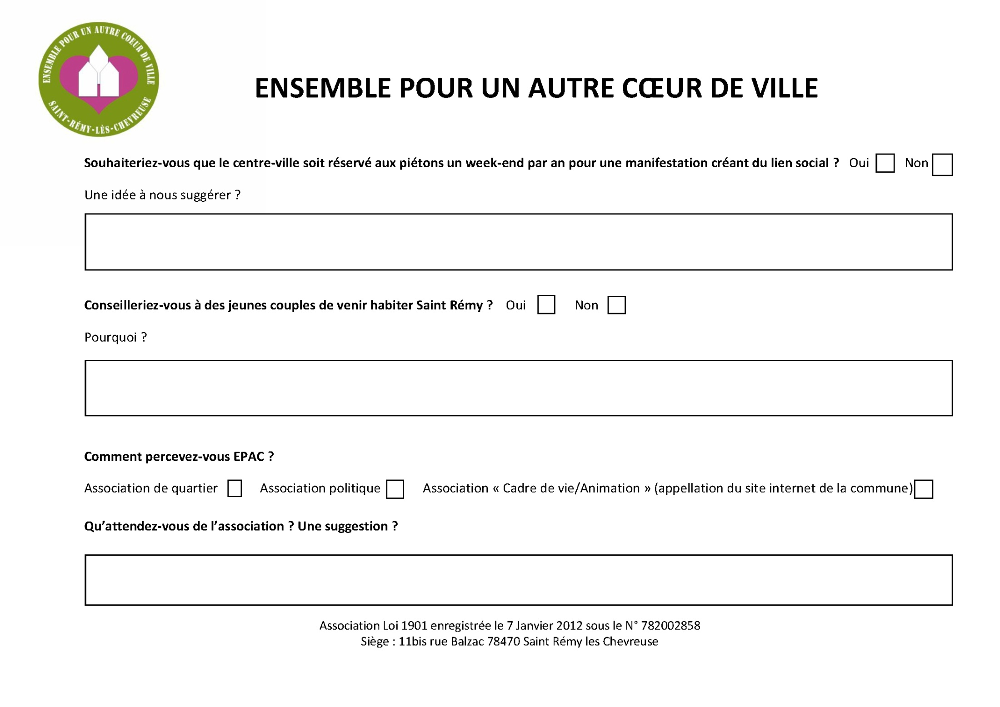 ENSEMBLE POUR UN AUTRE COEUR DE VILLE
SAINT-RÉMY-LÈS-CHEVREUSE
ENSEMBLE POUR UN AUTRE CŒUR DE VILLE
Souhaiteriez-vous que le centre-ville soit réservé aux piétons un week-end par an pour une manifestation créant du lien social ? Oui Non
Une idée à nous suggérer ?
Conseilleriez-vous à des jeunes couples de venir habiter Saint Rémy ? Oui Non
Pourquoi ?
Comment percevez-vous EPAC ?
Association de quartier Association politique Association « Cadre de vie/Animation » (appellation du site internet de la commune)
Qu’attendez-vous de l’association ? Une suggestion ?
Association Loi 1901 enregistrée le 7 Janvier 2012 sous le N° 782002858
Siège : 11bis rue Balzac 78470 Saint Rémy les Chevreuse